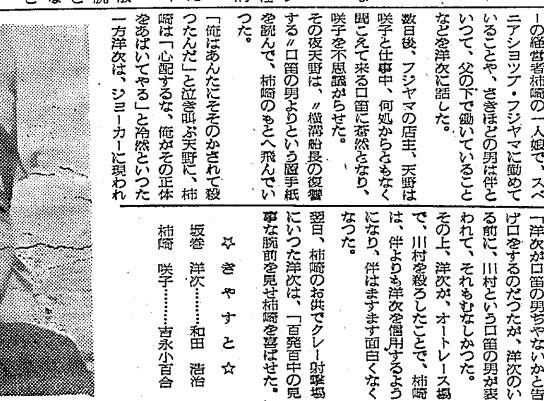 ーの経営者柿崎の一人娘で、スベ
ニアショップ・フジヤマに勤めて
いることや、さきほどの男は伴と
いつて、父の下で働いていること
などを洋次に話した。
数日後、フジヤマの店主、天野は
咲子と仕事中、何処からともなく
聞こえて来る口笛に蒼然となり、
咲子を不思議がらせた。
その夜天野は、〃横溝船長の復讐
する〃口笛の男よりという置手紙
を読んで、柿崎のもとへ飛んでい
つた。
「俺はあんたにそそのかされて殺
つたんだ」と泣き叫ぶ天野に、柿
崎は「心配するな、俺がその正体
をあばいてやる」と冷然といつた
一方洋次は、ジョーカーに現われ
「洋次が口笛の男ぢやないかと告
げ口をするのだつたが、洋次のい
る前に、川村という口笛の男が表
われて、それもむなしかつた。
その上、洋次が、オートレース場
で、川村を殺ろしたことで、柿崎
は、伴よりも洋次を信用するよう
になり、伴はますます面白くなく
なつた。
翌日、柿崎のお供でクレー射撃場
にいつた洋次は、「百発百中の見
事な腕前を見せ柿崎を喜ばせた。
☆きやすと☆
坂巻 洋次………和田 浩治
柿崎 咲子………吉永小百合